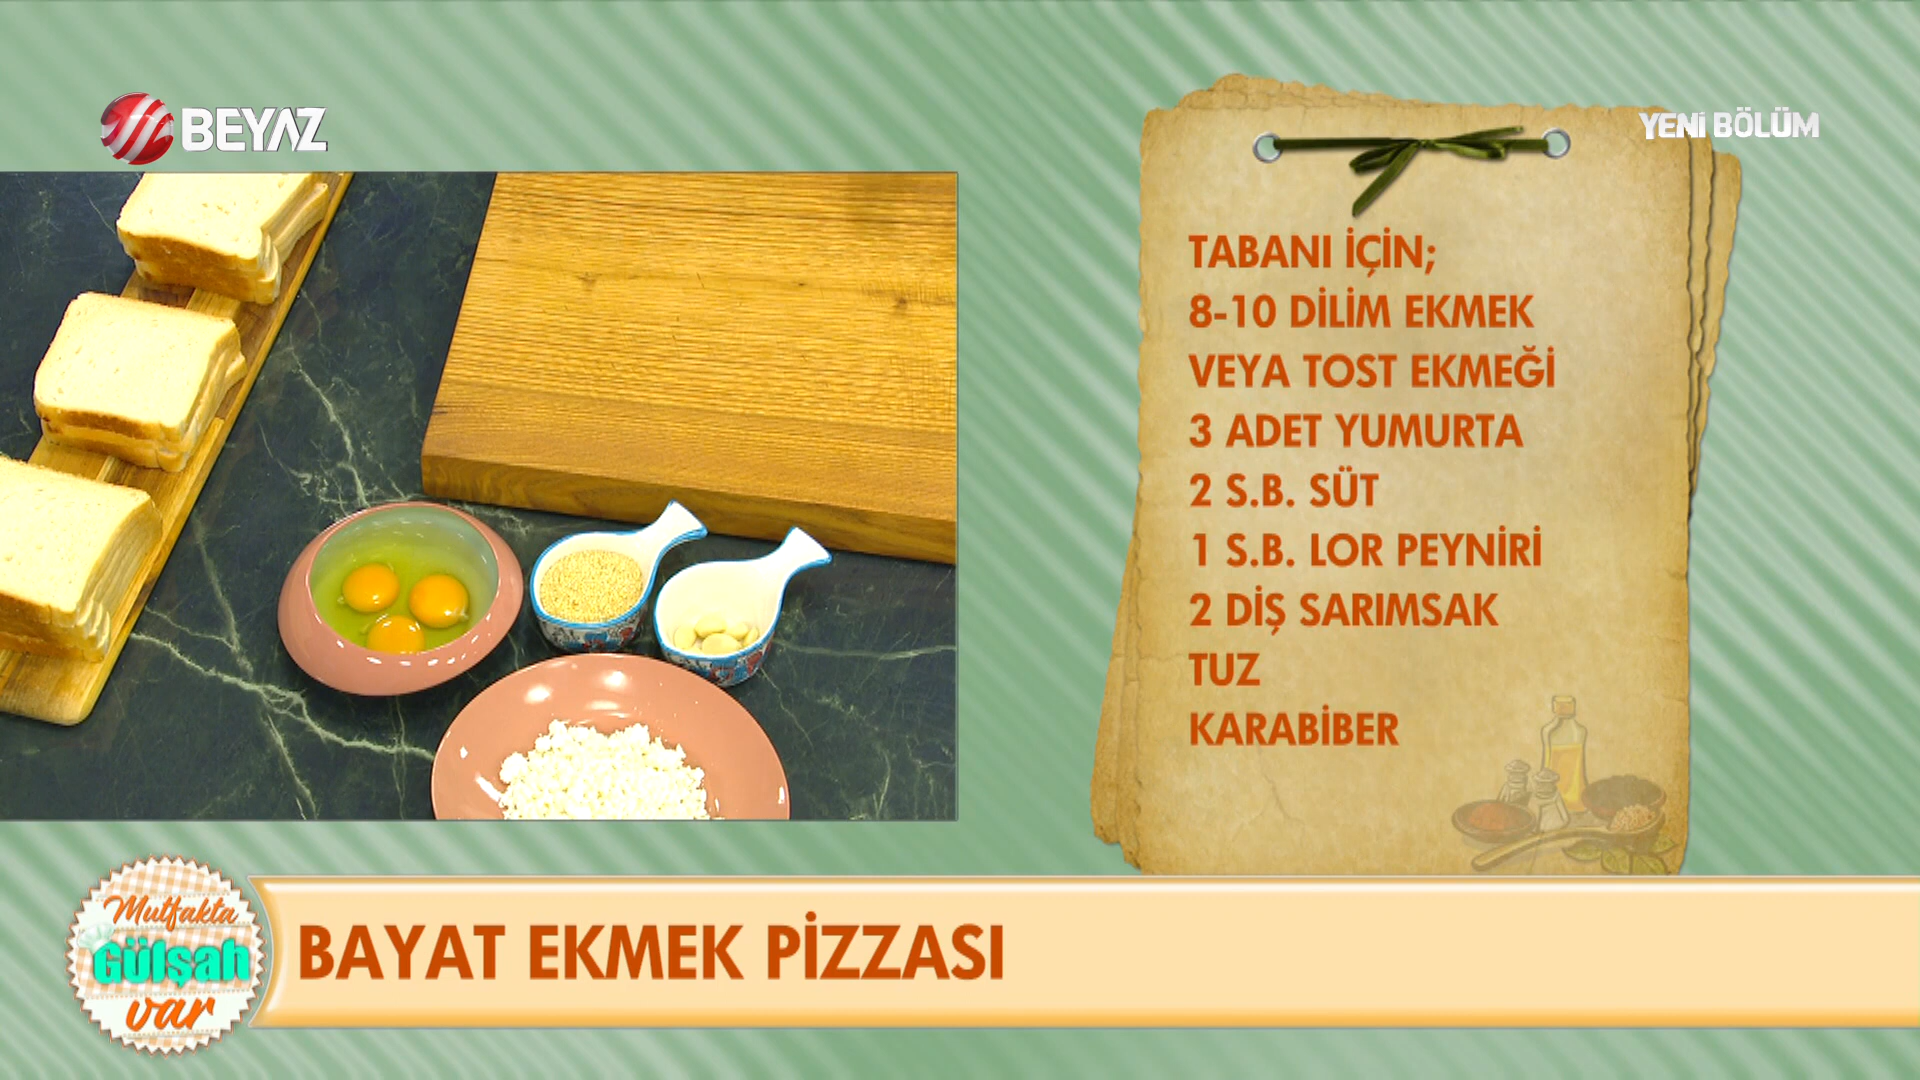 BEYAZ
YENİ BÖLÜM
TABANI İÇİN;
8-10 DİLİM EKMEK
VEYA TOST EKMEĞİ
3 ADET YUMURTA
2 S.B. SÜT
1 S.B. LOR PEYNİRİ
2 DİŞ SARIMSAK
TUZ
KARABİBER
Mutfakta
Gülşah
var
BAYAT EKMEK PİZZASI